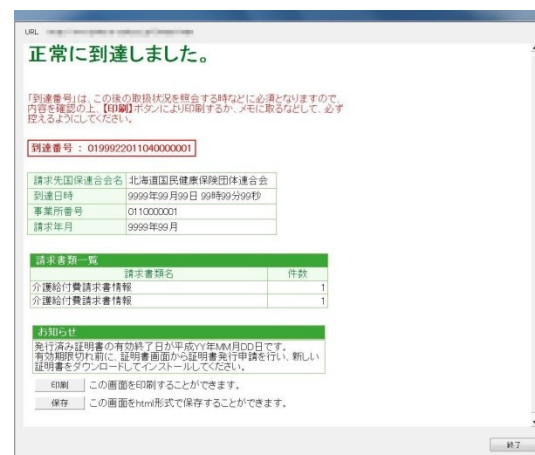 URL
正常に到達しました。
「到達番号」は、この後の取扱状況を照会する時などに必須となりますので、
内容を確認の上、【印刷】ボタンにより印刷するか、メモに取るなどして、必ず
控えるようにしてください。
到達番号 : 0199922011040000001
請求先国保連合会名 北海道国民健康保険団体連合会
到達日時 9999年99月99日 99時99分99秒
事業所番号 0110000001
請求年月 9999年99月
請求書類一覧
請求書類名 件数
介護給付費請求書情報 1
介護給付費請求書情報 1
お知らせ
発行済み証明書の有効終了日が平成YY年MM月DD日です。
有効期限切れ前に、証明書画面から証明書発行申請を行い、新しい
証明書をダウンロードしてインストールしてください。
印刷 この画面を印刷することができます。
保存 この画面をhtml形式で保存することができます。
終了